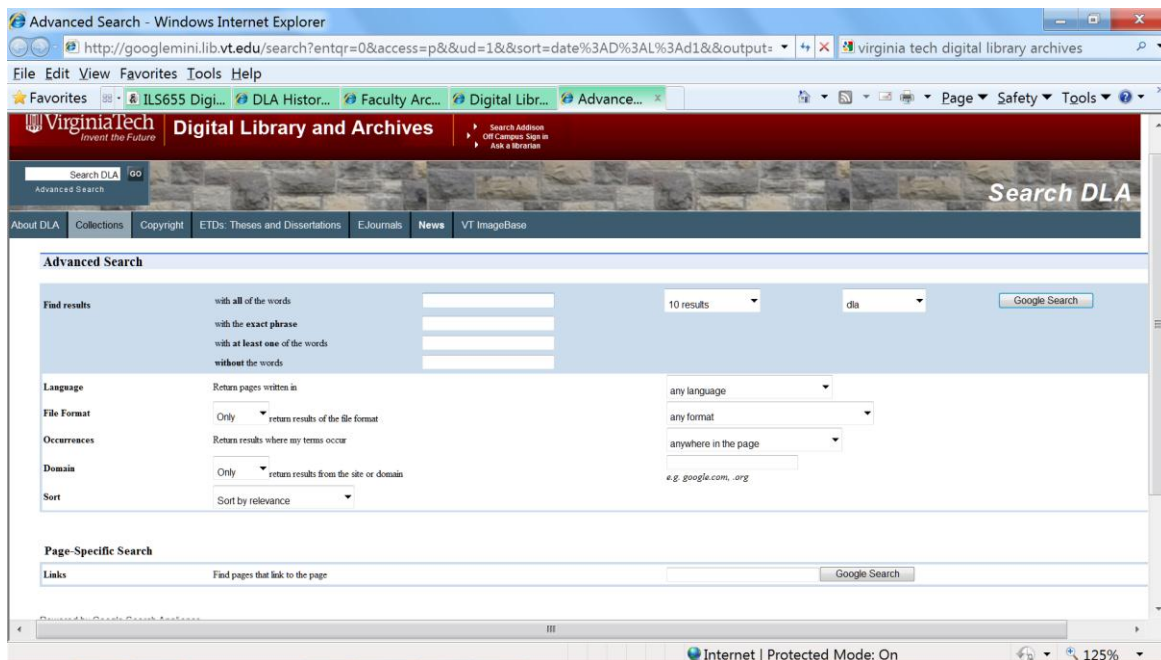 Advanced Search - Windows Internet Explorer
http://googlemini.lib.vt.edu/search?entqr=0&access=p&&ud=1&&sort=date%3AD%3AL%3Ad1&&output= virginia tech digital library archives
File Edit View Favorites Tools Help
Favorites ILS655 Digi... DLA Histor... Faculty Arc... Digital Libr... Advance... x Page Safety Tools
VirginiaTech Digital Library and Archives Search Addison
Invent the Future Off Campus Sign in
Ask a librarian
Search DLA GO
Advanced Search Search DLA
About DLA Collections Copyright ETDs: Theses and Dissertations EJournals News VT ImageBase
Advanced Search
Find results with all of the words 10 results dla Google Search
with the exact phrase
with at least one of the words
without the words
Language Return pages written in any language
File Format Only return results of the file format any format
Occurrences Return results where my terms occur anywhere in the page
Domain Only return results from the site or domain
e.g. google.com, .org
Sort Sort by relevance
Page-Specific Search
Links Find pages that link to the page Google Search
Powered by Google Search Appliance
Internet | Protected Mode: On 125%